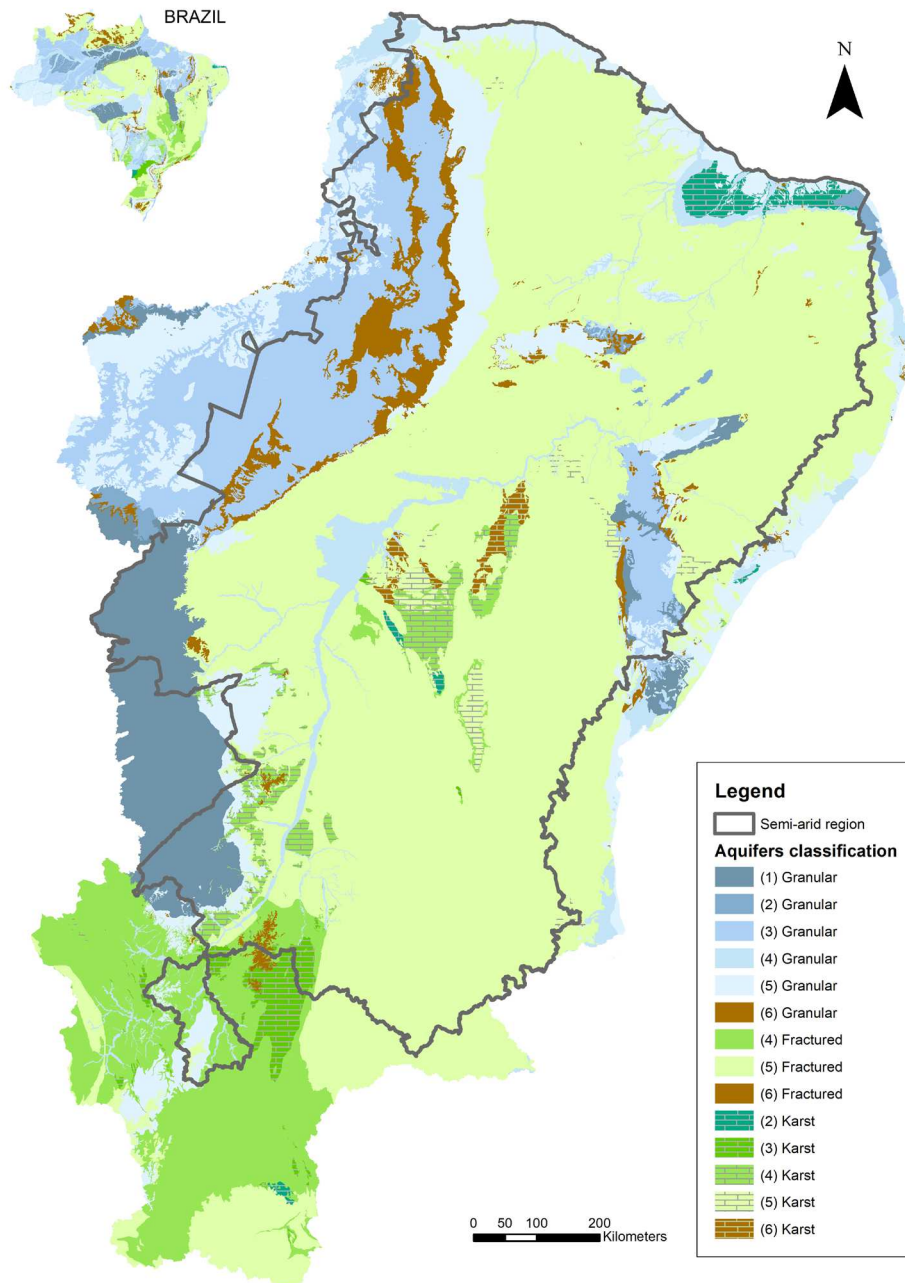 BRAZIL
N
Legend
Semi-arid region
Aquifers classification
(1) Granular
(2) Granular
(3) Granular
(4) Granular
(5) Granular
(6) Granular
(4) Fractured
(5) Fractured
(6) Fractured
(2) Karst
(3) Karst
(4) Karst
(5) Karst
(6) Karst
0 50 100 200
Kilometers